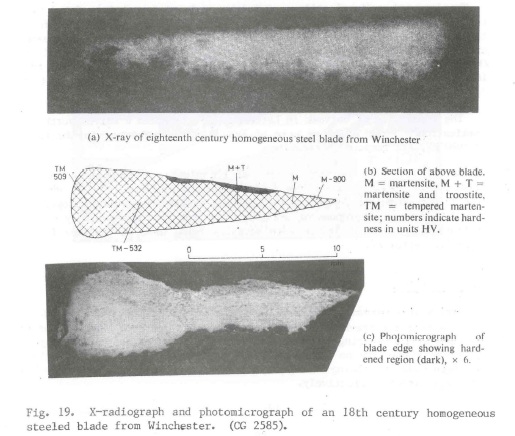 (a) X-ray of eighteenth century homogeneous steel blade from Winchester
TM
509
M+T
M
M-900
TM-532
0
5
10
(b) Section of above blade.
M = martensite, M + T =
martensite and troostite,
TM = tempered marten-
site; numbers indicate hard-
ness in units HV.
(c) Photomicrograph of
blade edge showing hard-
ened region (dark), × 6.
Fig. 19. X-radiograph and photomicrograph of an 18th century homogeneous
steeled blade from Winchester. (CG 2585).